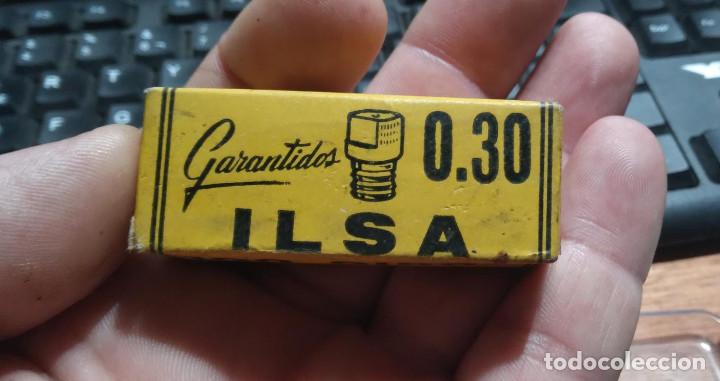 Garantidos
0.30
ILSA
todocoleccion